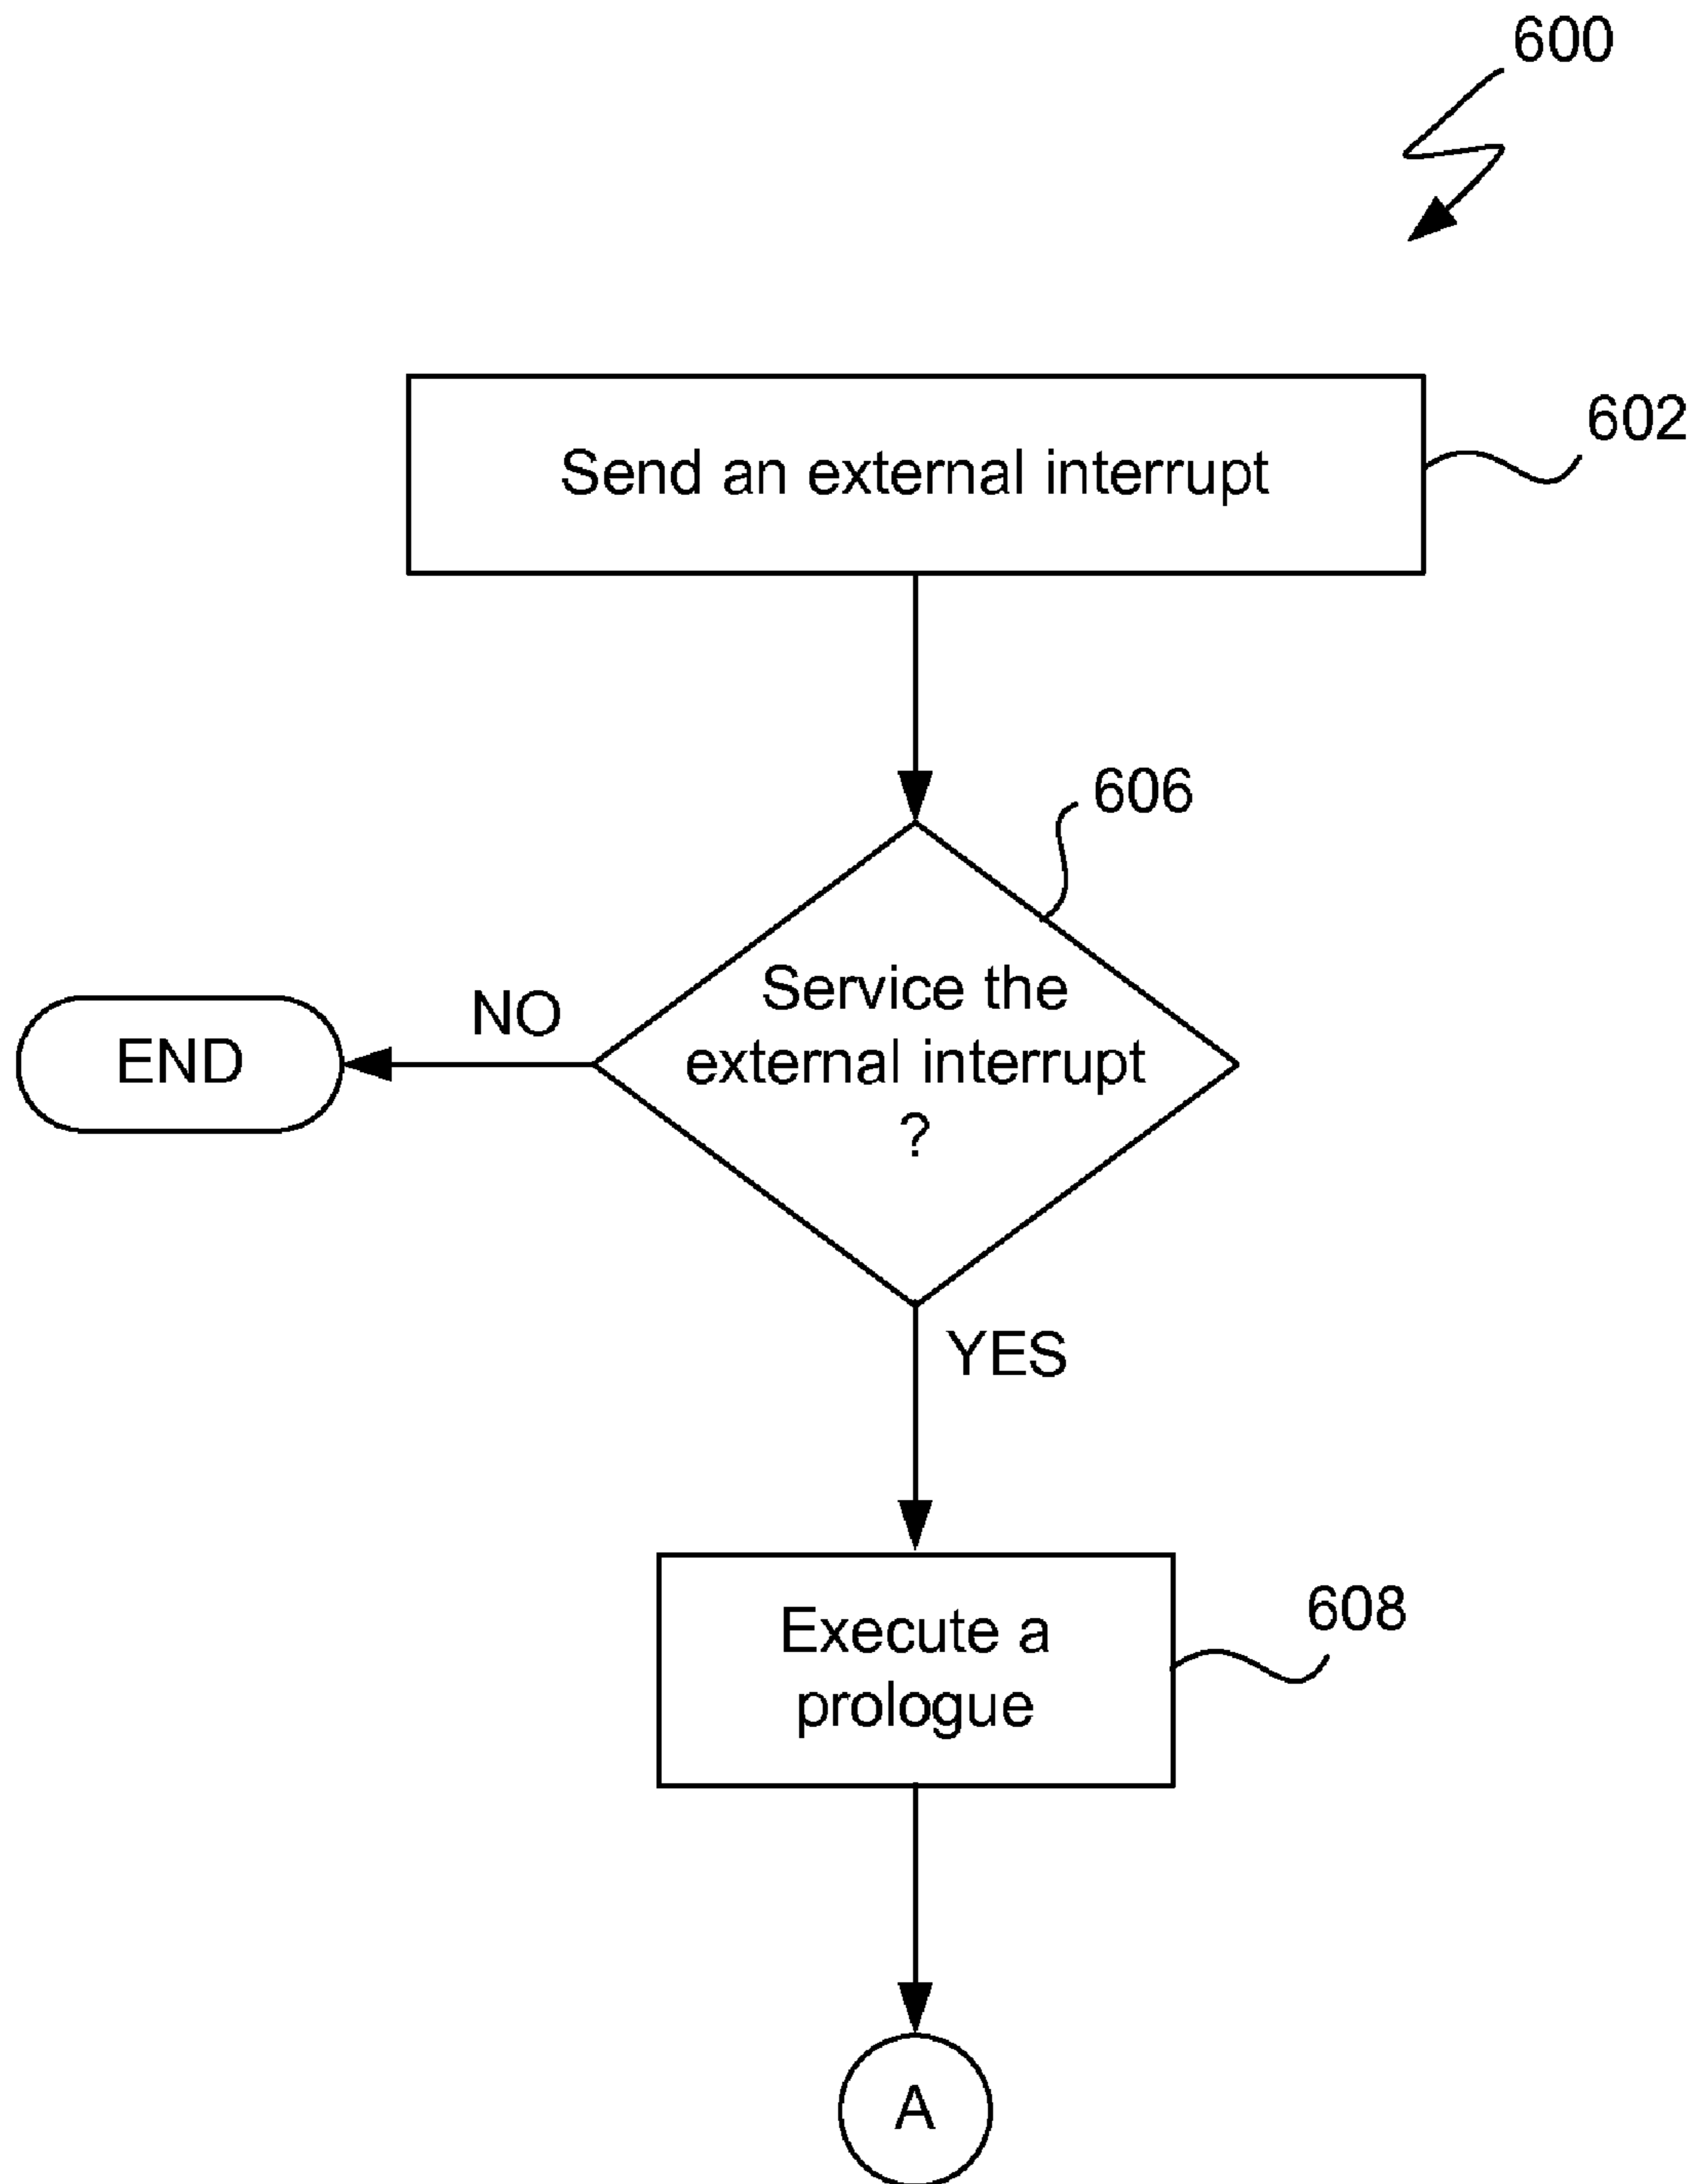 600
Send an external interrupt
602
606
Service the
external interrupt
?
NO
END
YES
Execute a
prologue
608
A